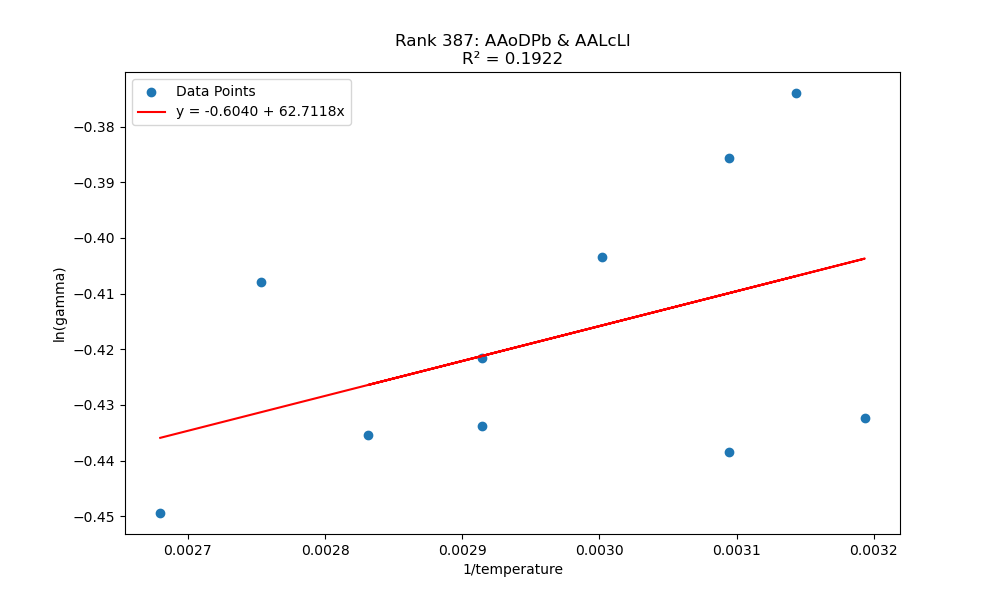 Rank 387: AAoDPb & AALcLI
R² = 0.1922
Data Points
y = -0.6040 + 62.7118x
−0.38
−0.39
−0.40
−0.41
−0.42
−0.43
−0.44
−0.45
ln(gamma)
0.0027
0.0028
0.0029
0.0030
0.0031
0.0032
1/temperature